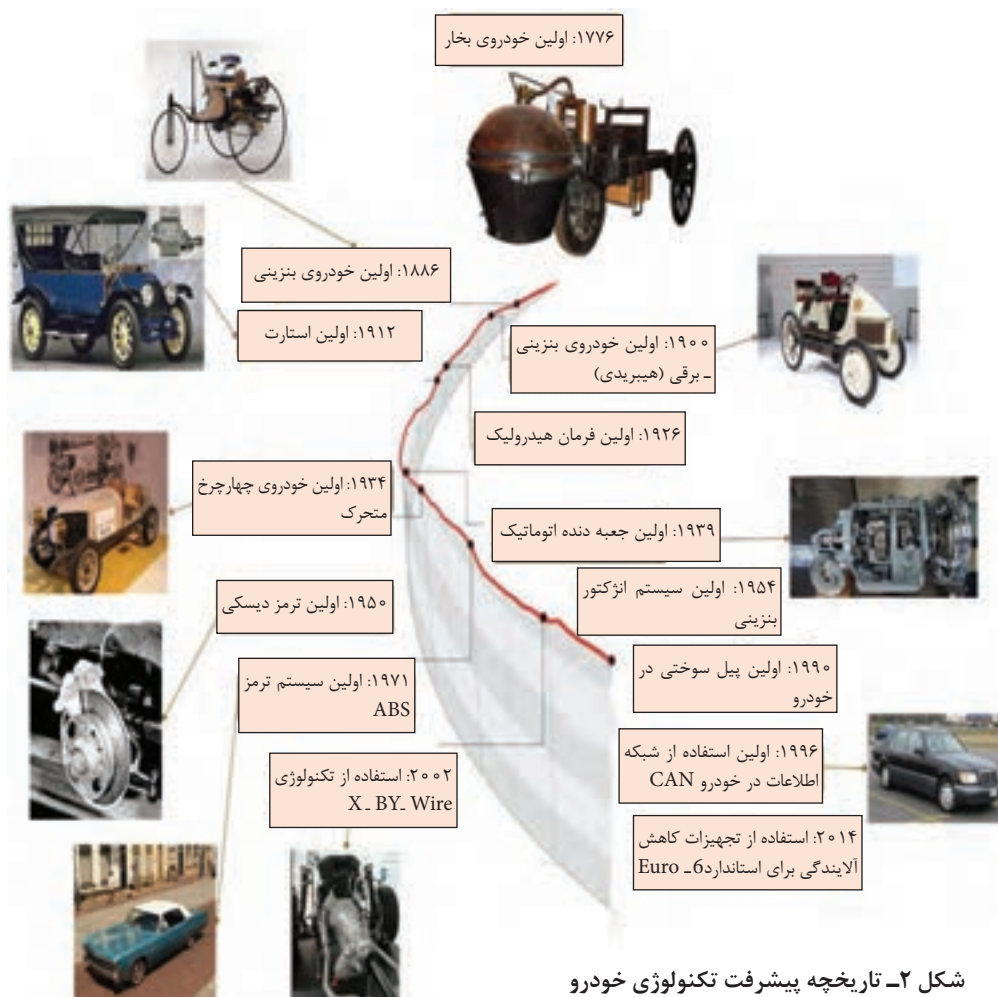 ۱۷۷۶: اولین خودروی بخار
۱۸۸۶: اولین خودروی بنزینی
۱۹۱۲: اولین استارت
۱۹۰۰: اولین خودروی بنزینی
ـ برقی (هیبریدی)
۱۹۲۶: اولین فرمان هیدرولیک
۱۹۳۴: اولین خودروی چهارچرخ
متحرک
۱۹۳۹: اولین جعبه دنده اتوماتیک
۱۹۵۴: اولین سیستم انژکتور
بنزینی
۱۹۵۰: اولین ترمز دیسکی
۱۹۹۰: اولین پیل سوختی در
خودرو
۱۹۷۱: اولین سیستم ترمز
ABS
۱۹۹۶: اولین استفاده از شبکه
اطلاعات در خودرو CAN
۲۰۰۲: استفاده از تکنولوژی
X ـ BYـ Wire
۲۰۱۴: استفاده از تجهیزات کاهش
آلایندگی برای استاندارد6ـ Euro
شکل ۲ـ تاریخچه پیشرفت تکنولوژی خودرو